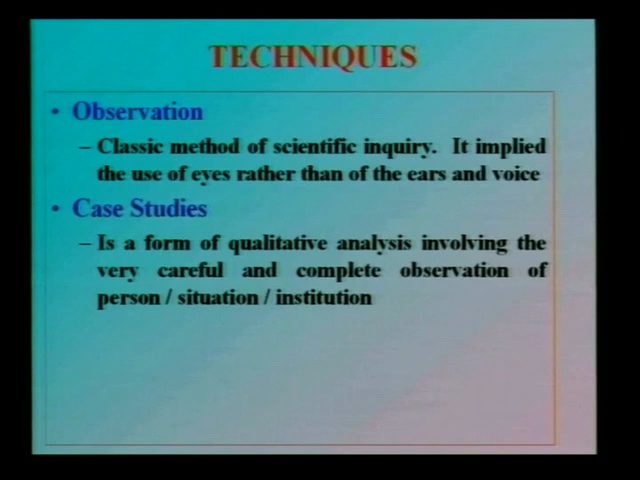 TECHNIQUES
• Observation
– Classic method of scientific inquiry. It implied
the use of eyes rather than of the ears and voice
• Case Studies
– Is a form of qualitative analysis involving the
very careful and complete observation of
person / situation / institution